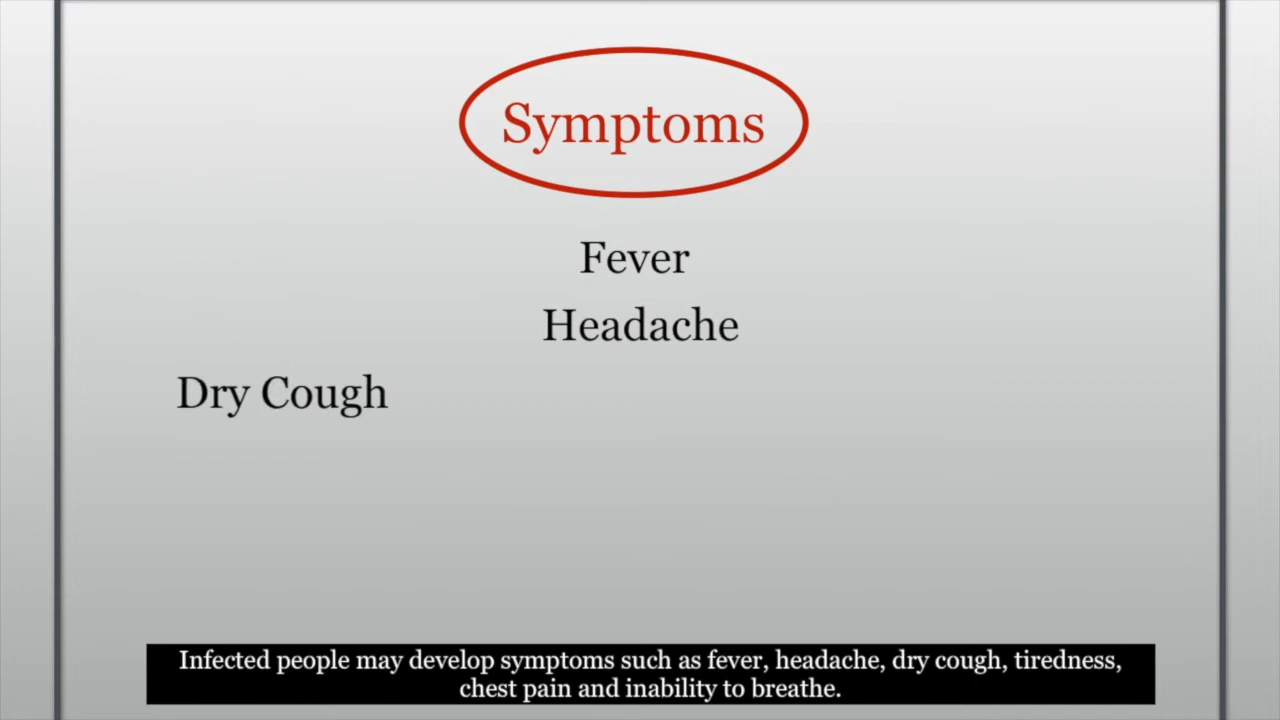 Symptoms
Fever
Headache
Dry Cough
Infected people may develop symptoms such as fever, headache, dry cough, tiredness,
chest pain and inability to breathe.